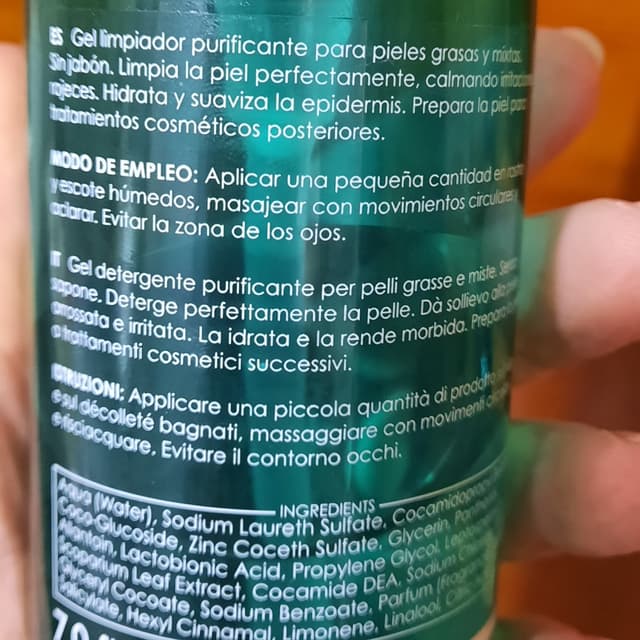 ES Gel limpiador purificante para pieles grasas y mixtas.
Sin jabón. Limpia la piel perfectamente, calmando
rojeces. Hidrata y suaviza la epidermis. Prepara la piel para
tratamientos cosméticos posteriores.
MODO DE EMPLEO: Aplicar una pequeña cantidad en rostro
y escote húmedos, masajear con movimientos circulares y
aclarar. Evitar la zona de los ojos.
IT Gel detergente purificante per pelli grasse e miste. Senza
sapone. Deterge perfettamente la pelle. Dà sollievo alla
arrossata e irritata. La idrata e la rende morbida. Prepara
a trattamenti cosmetici successivi.
ISTRUZIONI: Applicare una piccola quantità di prodotto
e sul décolleté bagnati, massaggiare con movimenti
e risciacquare. Evitare il contorno occhi.
INGREDIENTS
Aqua (Water), Sodium Laureth Sulfate,
Coco-Glucoside, Zinc Coceth Sulfate, Glycerin,
Allantoin, Lactobionic Acid, Propylene Glycol,
Scoparium Leaf Extract, Cocamide DEA, Sodium
Glyceryl Cocoate, Sodium Benzoate, Parfum
Salicylate, Hexyl Cinnamal, Limonene, Linalool,